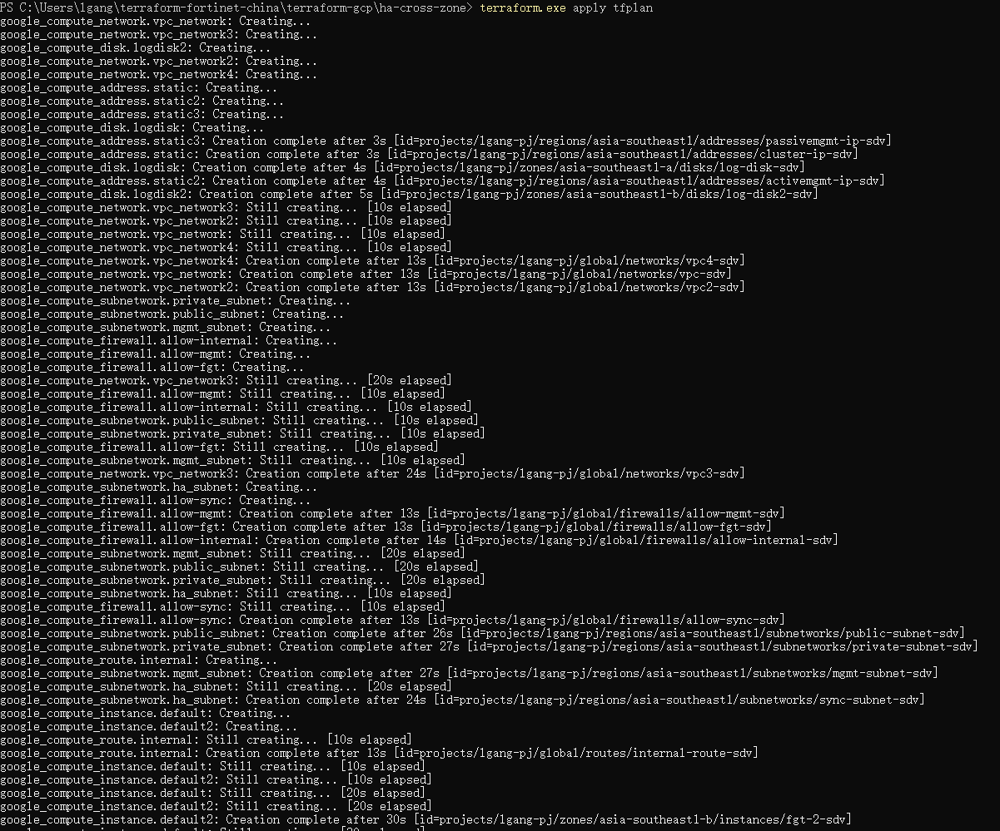 PS C:\Users\lgang\terraform-fortinet-china\terraform-gcp\ha-cross-zone> terraform.exe apply tfplan
google_compute_network.vpc_network: Creating...
google_compute_network.vpc_network3: Creating...
google_compute_disk.logdisk2: Creating...
google_compute_network.vpc_network2: Creating...
google_compute_network.vpc_network4: Creating...
google_compute_address.static: Creating...
google_compute_address.static2: Creating...
google_compute_address.static3: Creating...
google_compute_disk.logdisk: Creating...
google_compute_address.static3: Creation complete after 3s [id=projects/lgang-pj/regions/asia-southeast1/addresses/passivemgmt-ip-sdv]
google_compute_address.static: Creation complete after 3s [id=projects/lgang-pj/regions/asia-southeast1/addresses/cluster-ip-sdv]
google_compute_disk.logdisk: Creation complete after 4s [id=projects/lgang-pj/zones/asia-southeast1-a/disks/log-disk-sdv]
google_compute_address.static2: Creation complete after 4s [id=projects/lgang-pj/regions/asia-southeast1/addresses/activemgmt-ip-sdv]
google_compute_disk.logdisk2: Creation complete after 5s [id=projects/lgang-pj/zones/asia-southeast1-b/disks/log-disk2-sdv]
google_compute_network.vpc_network3: Still creating... [10s elapsed]
google_compute_network.vpc_network2: Still creating... [10s elapsed]
google_compute_network.vpc_network: Still creating... [10s elapsed]
google_compute_network.vpc_network4: Still creating... [10s elapsed]
google_compute_network.vpc_network4: Creation complete after 13s [id=projects/lgang-pj/global/networks/vpc4-sdv]
google_compute_network.vpc_network: Creation complete after 13s [id=projects/lgang-pj/global/networks/vpc-sdv]
google_compute_network.vpc_network2: Creation complete after 13s [id=projects/lgang-pj/global/networks/vpc2-sdv]
google_compute_subnetwork.private_subnet: Creating...
google_compute_subnetwork.public_subnet: Creating...
google_compute_subnetwork.mgmt_subnet: Creating...
google_compute_firewall.allow-internal: Creating...
google_compute_firewall.allow-mgmt: Creating...
google_compute_firewall.allow-fgt: Creating...
google_compute_network.vpc_network3: Still creating... [20s elapsed]
google_compute_firewall.allow-mgmt: Still creating... [10s elapsed]
google_compute_firewall.allow-internal: Still creating... [10s elapsed]
google_compute_subnetwork.public_subnet: Still creating... [10s elapsed]
google_compute_subnetwork.private_subnet: Still creating... [10s elapsed]
google_compute_firewall.allow-fgt: Still creating... [10s elapsed]
google_compute_subnetwork.mgmt_subnet: Still creating... [10s elapsed]
google_compute_network.vpc_network3: Creation complete after 24s [id=projects/lgang-pj/global/networks/vpc3-sdv]
google_compute_subnetwork.ha_subnet: Creating...
google_compute_firewall.allow-sync: Creating...
google_compute_firewall.allow-mgmt: Creation complete after 13s [id=projects/lgang-pj/global/firewalls/allow-mgmt-sdv]
google_compute_firewall.allow-fgt: Creation complete after 13s [id=projects/lgang-pj/global/firewalls/allow-fgt-sdv]
google_compute_firewall.allow-internal: Creation complete after 14s [id=projects/lgang-pj/global/firewalls/allow-internal-sdv]
google_compute_subnetwork.mgmt_subnet: Still creating... [20s elapsed]
google_compute_subnetwork.public_subnet: Still creating... [20s elapsed]
google_compute_subnetwork.private_subnet: Still creating... [20s elapsed]
google_compute_subnetwork.ha_subnet: Still creating... [10s elapsed]
google_compute_firewall.allow-sync: Still creating... [10s elapsed]
google_compute_firewall.allow-sync: Creation complete after 13s [id=projects/lgang-pj/global/firewalls/allow-sync-sdv]
google_compute_subnetwork.public_subnet: Creation complete after 26s [id=projects/lgang-pj/regions/asia-southeast1/subnetworks/public-subnet-sdv]
google_compute_subnetwork.private_subnet: Creation complete after 27s [id=projects/lgang-pj/regions/asia-southeast1/subnetworks/private-subnet-sdv]
google_compute_route.internal: Creating...
google_compute_subnetwork.mgmt_subnet: Creation complete after 27s [id=projects/lgang-pj/regions/asia-southeast1/subnetworks/mgmt-subnet-sdv]
google_compute_subnetwork.ha_subnet: Still creating... [20s elapsed]
google_compute_subnetwork.ha_subnet: Creation complete after 24s [id=projects/lgang-pj/regions/asia-southeast1/subnetworks/sync-subnet-sdv]
google_compute_instance.default: Creating...
google_compute_instance.default2: Creating...
google_compute_route.internal: Still creating... [10s elapsed]
google_compute_route.internal: Creation complete after 13s [id=projects/lgang-pj/global/routes/internal-route-sdv]
google_compute_instance.default: Still creating... [10s elapsed]
google_compute_instance.default2: Still creating... [10s elapsed]
google_compute_instance.default: Still creating... [20s elapsed]
google_compute_instance.default2: Still creating... [20s elapsed]
google_compute_instance.default2: Creation complete after 30s [id=projects/lgang-pj/zones/asia-southeast1-b/instances/fgt-2-sdv]